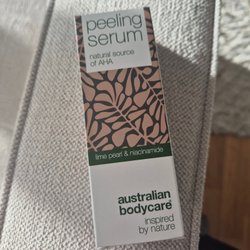 peeling
serum
natural source
of AHA
lime pearl & niacinamide
australian
bodycare®
inspired
by nature